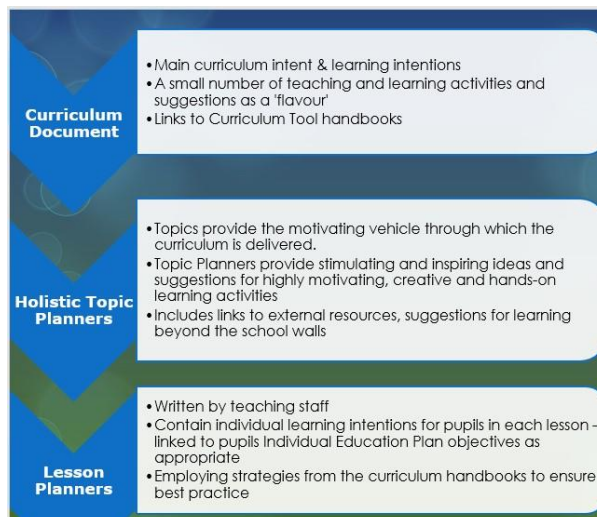 Curriculum
Document
•Main curriculum intent & learning intentions
•A small number of teaching and learning activities and
suggestions as a 'flavour'
•Links to Curriculum Tool handbooks
Holistic Topic
Planners
•Topics provide the motivating vehicle through which the
curriculum is delivered.
•Topic Planners provide stimulating and inspiring ideas and
suggestions for highly motivating, creative and hands-on
learning activities
•Includes links to external resources, suggestions for learning
beyond the school walls
Lesson
Planners
•Written by teaching staff
•Contain individual learning intentions for pupils in each lesson -
linked to pupils Individual Education Plan objectives as
appropriate
•Employing strategies from the curriculum handbooks to ensure
best practice